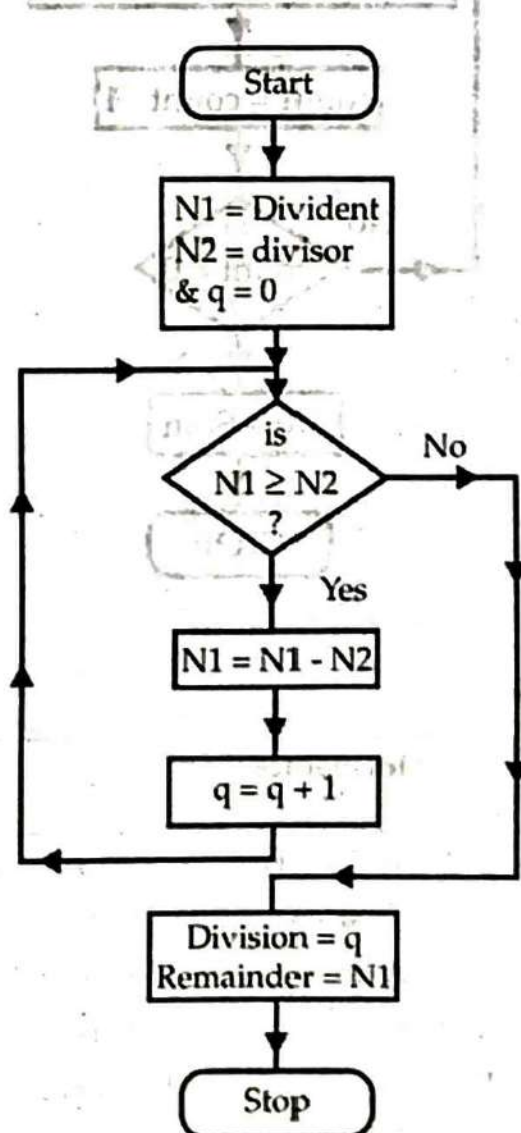 Start
N1 = Divident
N2 = divisor
& q = 0
is
N1 ≥ N2
?
No
Yes
N1 = N1 - N2
q = q + 1
Division = q
Remainder = N1
Stop